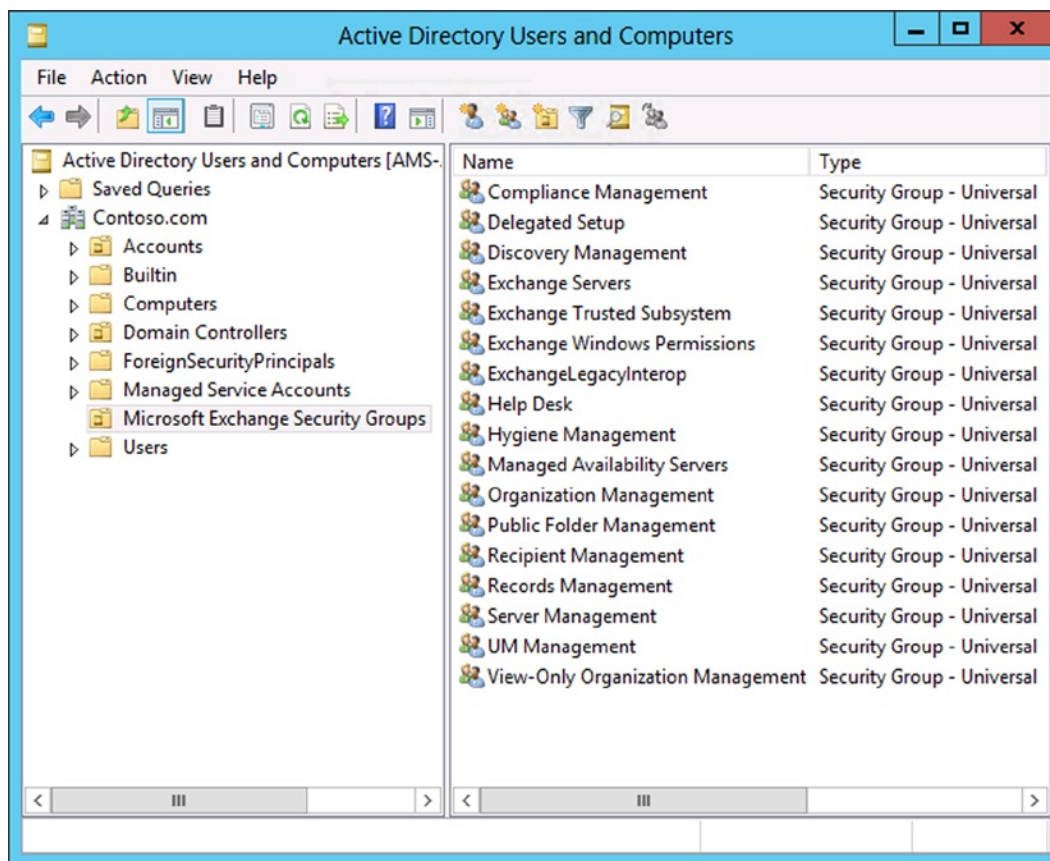 Active Directory Users and Computers
File Action View Help
Active Directory Users and Computers [AMS-.
Saved Queries
Contoso.com
Accounts
Builtin
Computers
Domain Controllers
ForeignSecurityPrincipals
Managed Service Accounts
Microsoft Exchange Security Groups
Users
Name Type
Compliance Management Security Group - Universal
Delegated Setup Security Group - Universal
Discovery Management Security Group - Universal
Exchange Servers Security Group - Universal
Exchange Trusted Subsystem Security Group - Universal
Exchange Windows Permissions Security Group - Universal
ExchangeLegacyInterop Security Group - Universal
Help Desk Security Group - Universal
Hygiene Management Security Group - Universal
Managed Availability Servers Security Group - Universal
Organization Management Security Group - Universal
Public Folder Management Security Group - Universal
Recipient Management Security Group - Universal
Records Management Security Group - Universal
Server Management Security Group - Universal
UM Management Security Group - Universal
View-Only Organization Management Security Group - Universal